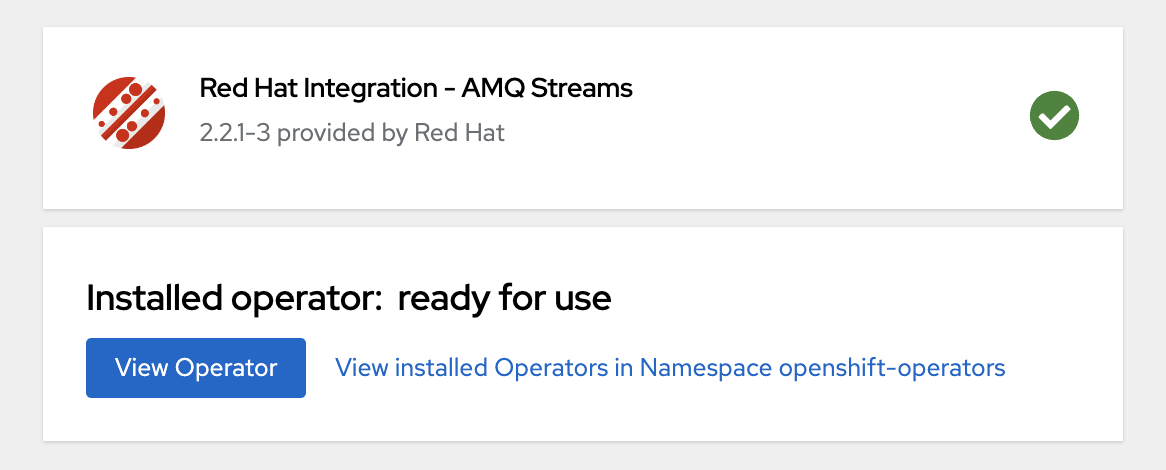 Red Hat Integration - AMQ Streams
2.2.1-3 provided by Red Hat
Installed operator: ready for use
View Operator
View installed Operators in Namespace openshift-operators